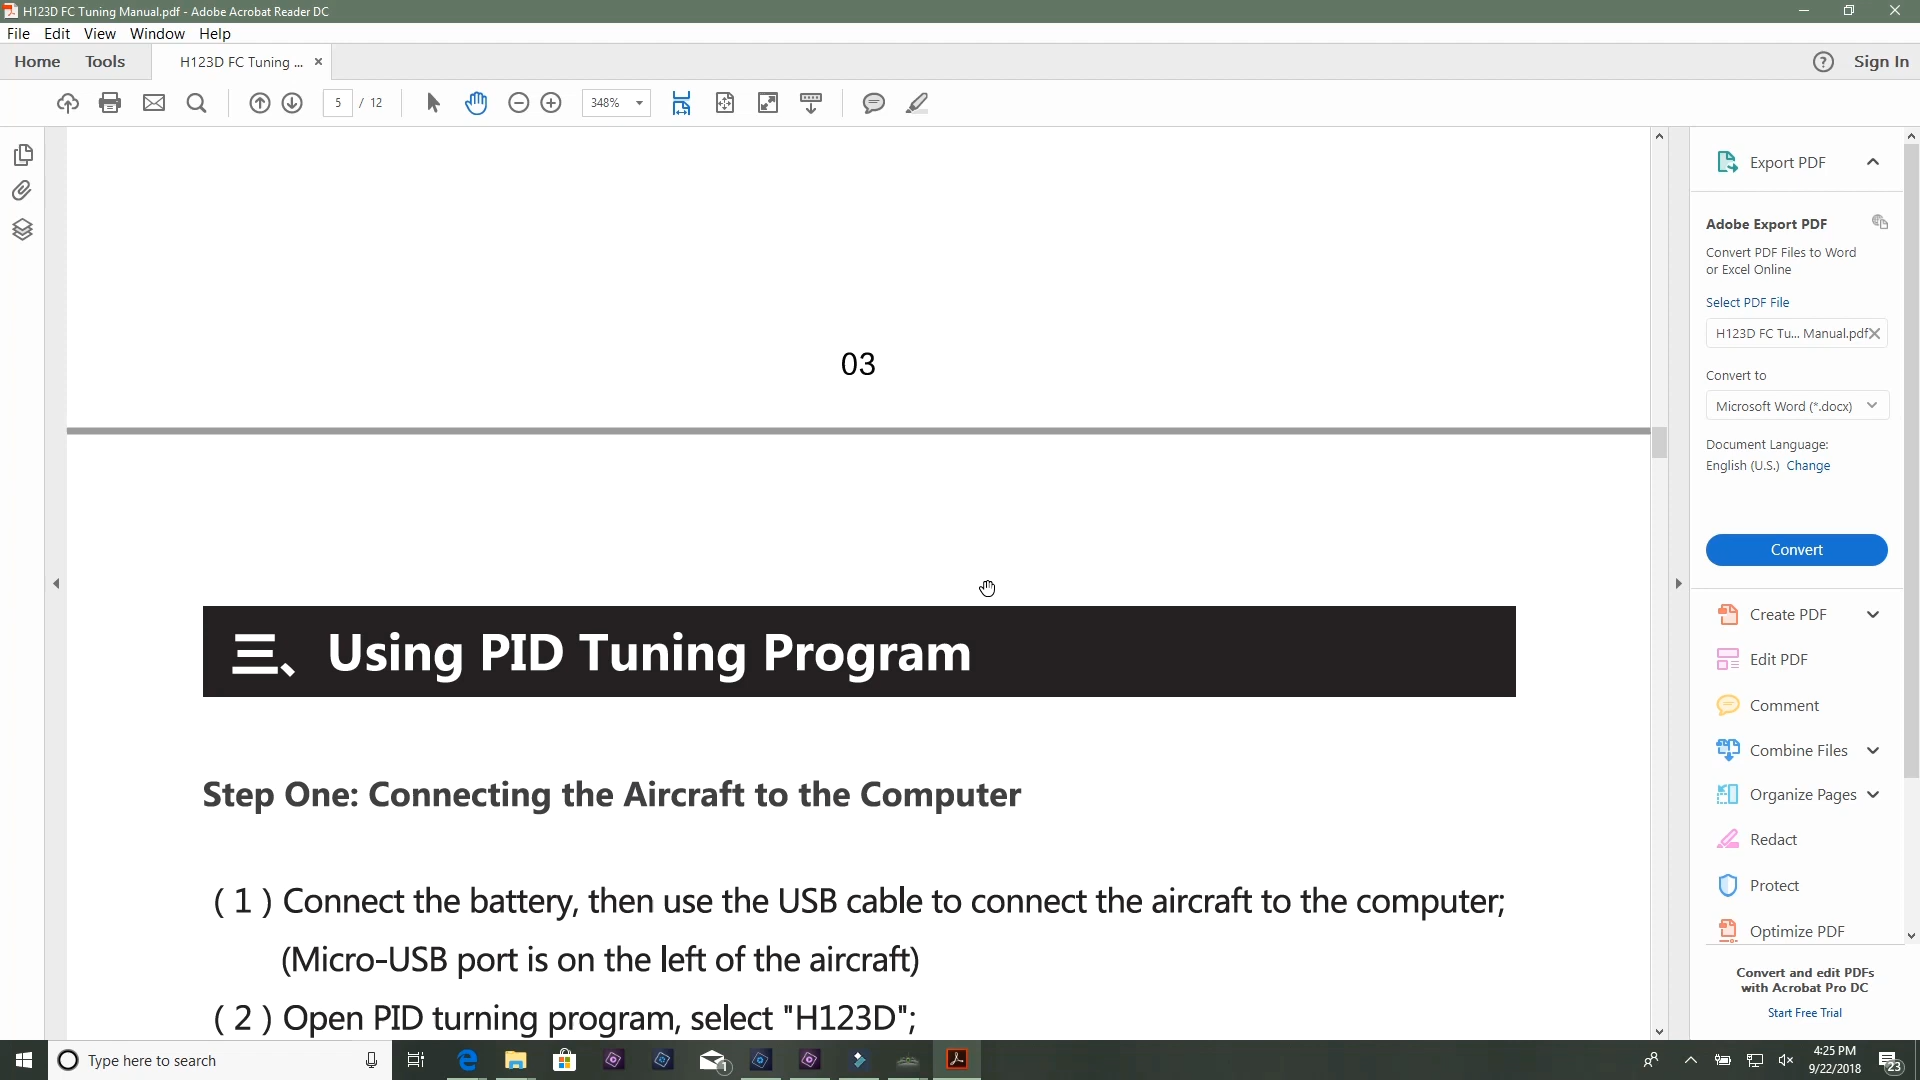 H123D FC Tuning Manual.pdf - Adobe Acrobat Reader DC
File Edit View Window Help
Home Tools H123D FC Tuning ... × ? Sign In
5 / 12 348%
Export PDF
Adobe Export PDF
Convert PDF Files to Word
or Excel Online
Select PDF File
H123D FC Tu... Manual.pdf
Convert to
Microsoft Word (*.docx)
Document Language:
English (U.S.) Change
Convert
Create PDF
Edit PDF
Comment
Combine Files
Organize Pages
Redact
Protect
Optimize PDF
Convert and edit PDFs
with Acrobat Pro DC
Start Free Trial
03
三、 Using PID Tuning Program
Step One: Connecting the Aircraft to the Computer
( 1 ) Connect the battery, then use the USB cable to connect the aircraft to the computer;
(Micro-USB port is on the left of the aircraft)
( 2 ) Open PID turning program, select "H123D";
Type here to search
1
4:25 PM
9/22/2018
23